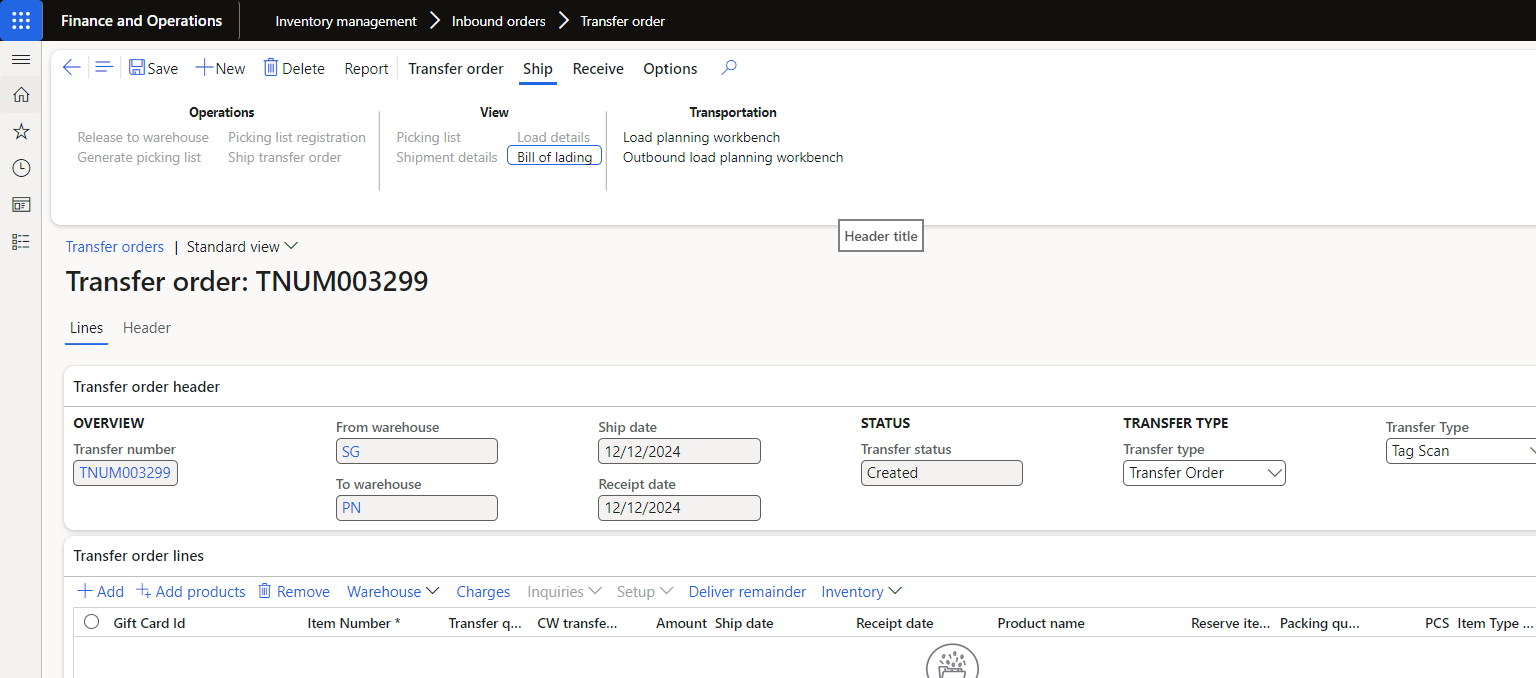 Finance and Operations
Inventory management > Inbound orders > Transfer order
Save New Delete Report Transfer order Ship Receive Options
Operations View Transportation
Release to warehouse Picking list registration Picking list Load details Load planning workbench
Generate picking list Ship transfer order Shipment details Bill of lading Outbound load planning workbench
Header title
Transfer orders | Standard view
Transfer order: TNUM003299
Lines Header
Transfer order header
OVERVIEW
Transfer number
TNUM003299
From warehouse
SG
To warehouse
PN
Ship date
12/12/2024
Receipt date
12/12/2024
STATUS
Transfer status
Created
TRANSFER TYPE
Transfer type
Transfer Order
Transfer Type
Tag Scan
Transfer order lines
Add Add products Remove Warehouse Charges Inquiries Setup Deliver remainder Inventory
Gift Card Id Item Number * Transfer q... CW transfe... Amount Ship date Receipt date Product name Reserve ite... Packing qu... PCS Item Type ...